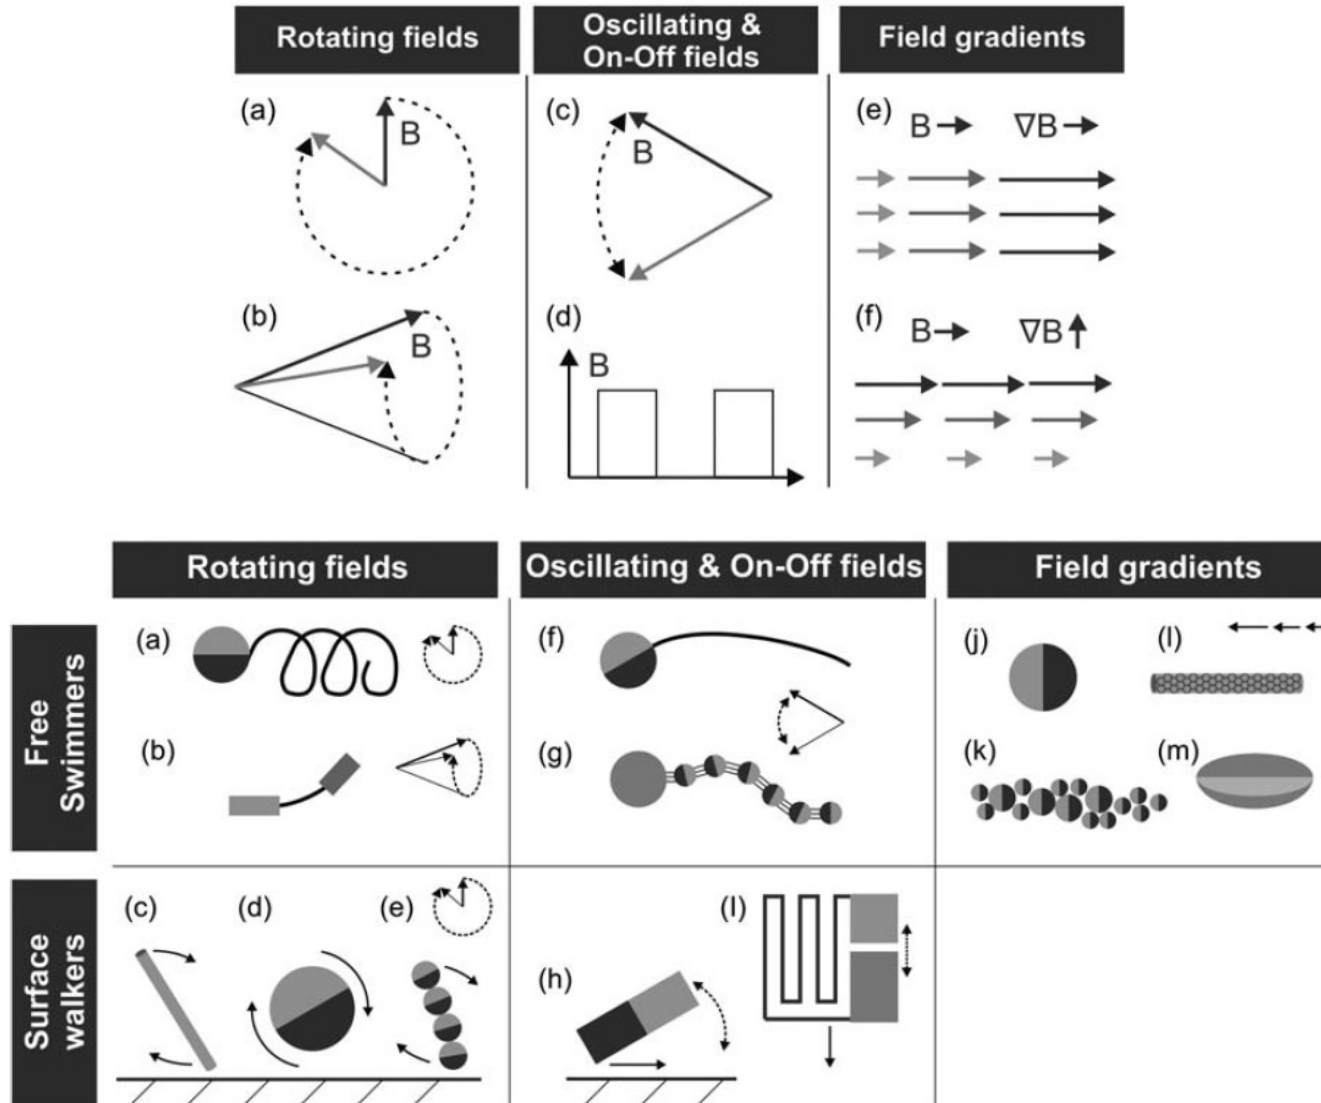 Rotating fields
Oscillating &
On-Off fields
Field gradients
(a)
B
(c)
B
(e)
B
∇B
(b)
B
(d)
B
(f)
B
∇B
Rotating fields
Oscillating & On-Off fields
Field gradients
Free
Swimmers
(a)
(f)
(j)
(l)
(b)
(g)
(k)
(m)
Surface
walkers
(c)
(d)
(e)
(h)
(I)